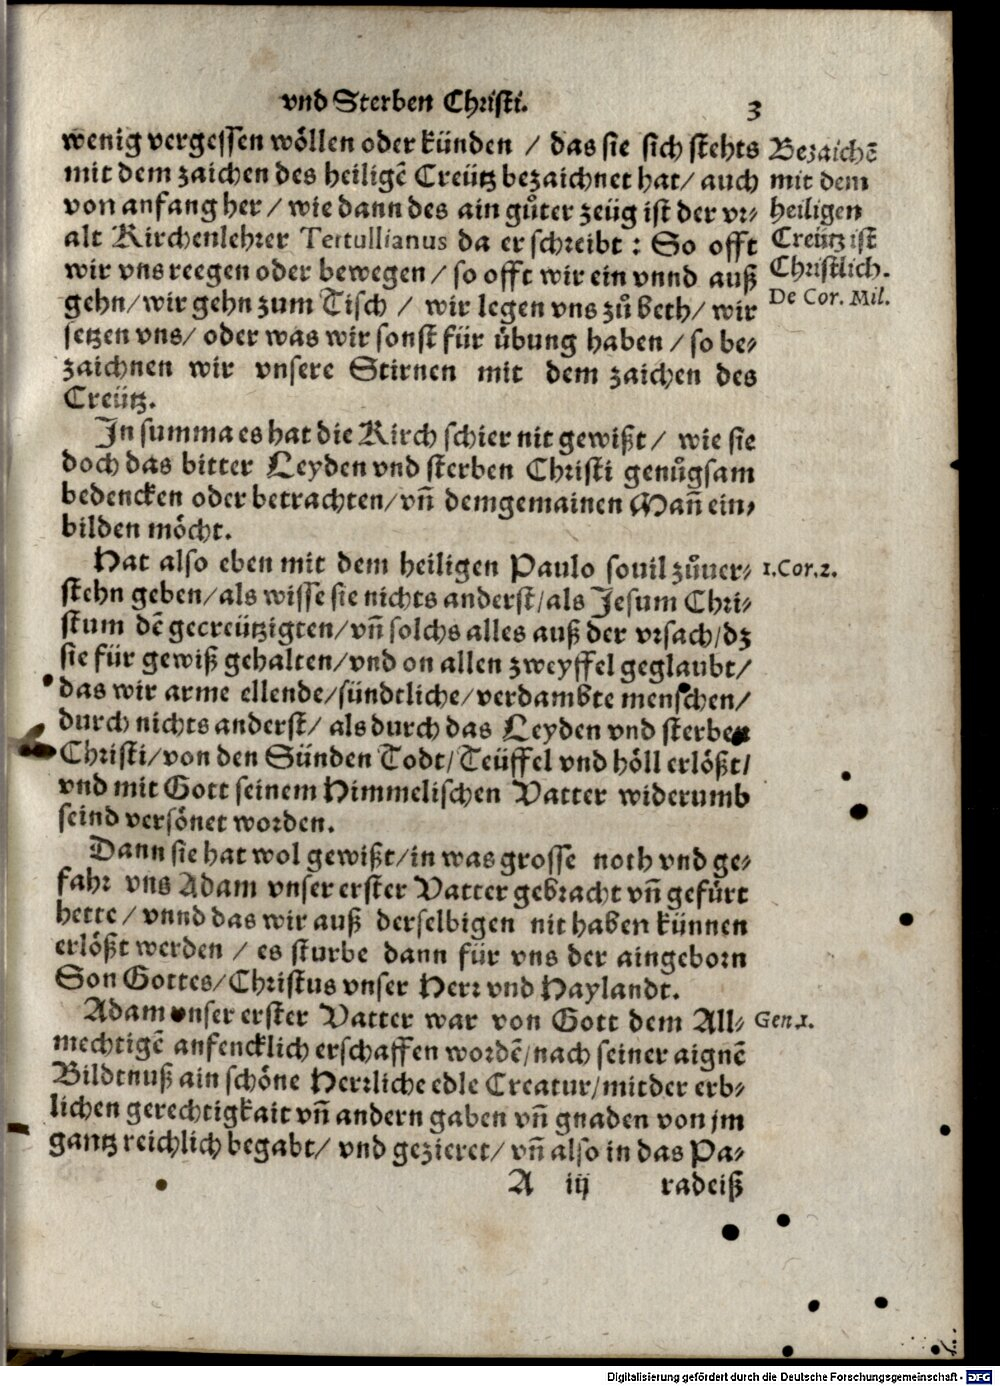 vnd Sterben Christi. 3
wenig vergessen wöllen oder künden / das sie sich stehts
mit dem zaichen des heiligē Creütz bezaichnet hat / auch
von anfang her / wie dann des ain gůter zeüg ist der vr⸗
alt Kirchenlehrer Tertullianus da er schreibt : So offt
wir vns reegen oder bewegen / so offt wir ein vnnd auß
gehn / wir gehn zum Tisch / wir legen vns zů beth / wir
setzen vns / oder was wir sonst für übung haben / so be⸗
zaichnen wir vnsere Stirnen mit dem zaichen des
Creütz.
Bezaichē
mit dem
heiligen
Creütz ist
Christlich.
De Cor. Mil.
In summa es hat die Kirch schier nit gewißt / wie sie
doch das bitter Leyden vnd sterben Christi genůgsam
bedencken oder betrachten / vñ dem gemainen Mañ ein⸗
bilden möcht.
Hat also eben mit dem heiligen Paulo souil zůuer⸗
stehn geben / als wisse sie nichts anderst / als Jesum Chri⸗
stum dē gecreützigten / vñ solchs alles auß der vrsach / dz
sie für gewiß gehalten / vnd on allen zweyffel geglaubt /
das wir arme ellende / sündtliche / verdambte menschen /
durch nichts anderst / als durch das Leyden vnd sterben
Christi / von den Sünden Todt / Teüffel vnd höll erlößt /
vnd mit Gott seinem Himmelischen Vatter widerumb
seind versönet worden.
1. Cor. 2.
Dann sie hat wol gewißt / in was grosse noth vnd ge⸗
fahr vns Adam vnser erster Vatter gebracht vñ gefürt
hette / vnnd das wir auß derselbigen nit haben künnen
erlößt werden / es sturbe dann für vns der aingeborn
Son Gottes / Christus vnser Herr vnd Haylandt.
Adam vnser erster Vatter war von Gott dem All⸗
mechtigē anfencklich erschaffen wordē / nach seiner aignē
Bildtnuß ain schöne Herrliche edle Creatur / mit der erb⸗
lichen gerechtigkait vñ andern gaben vñ gnaden von jm
gantz reichlich begabt / vnd gezieret / vñ also in das Pa⸗
Gen. 1.
A iij radeiß
Digitalisierung gefördert durch die Deutsche Forschungsgemeinschaft - DFG